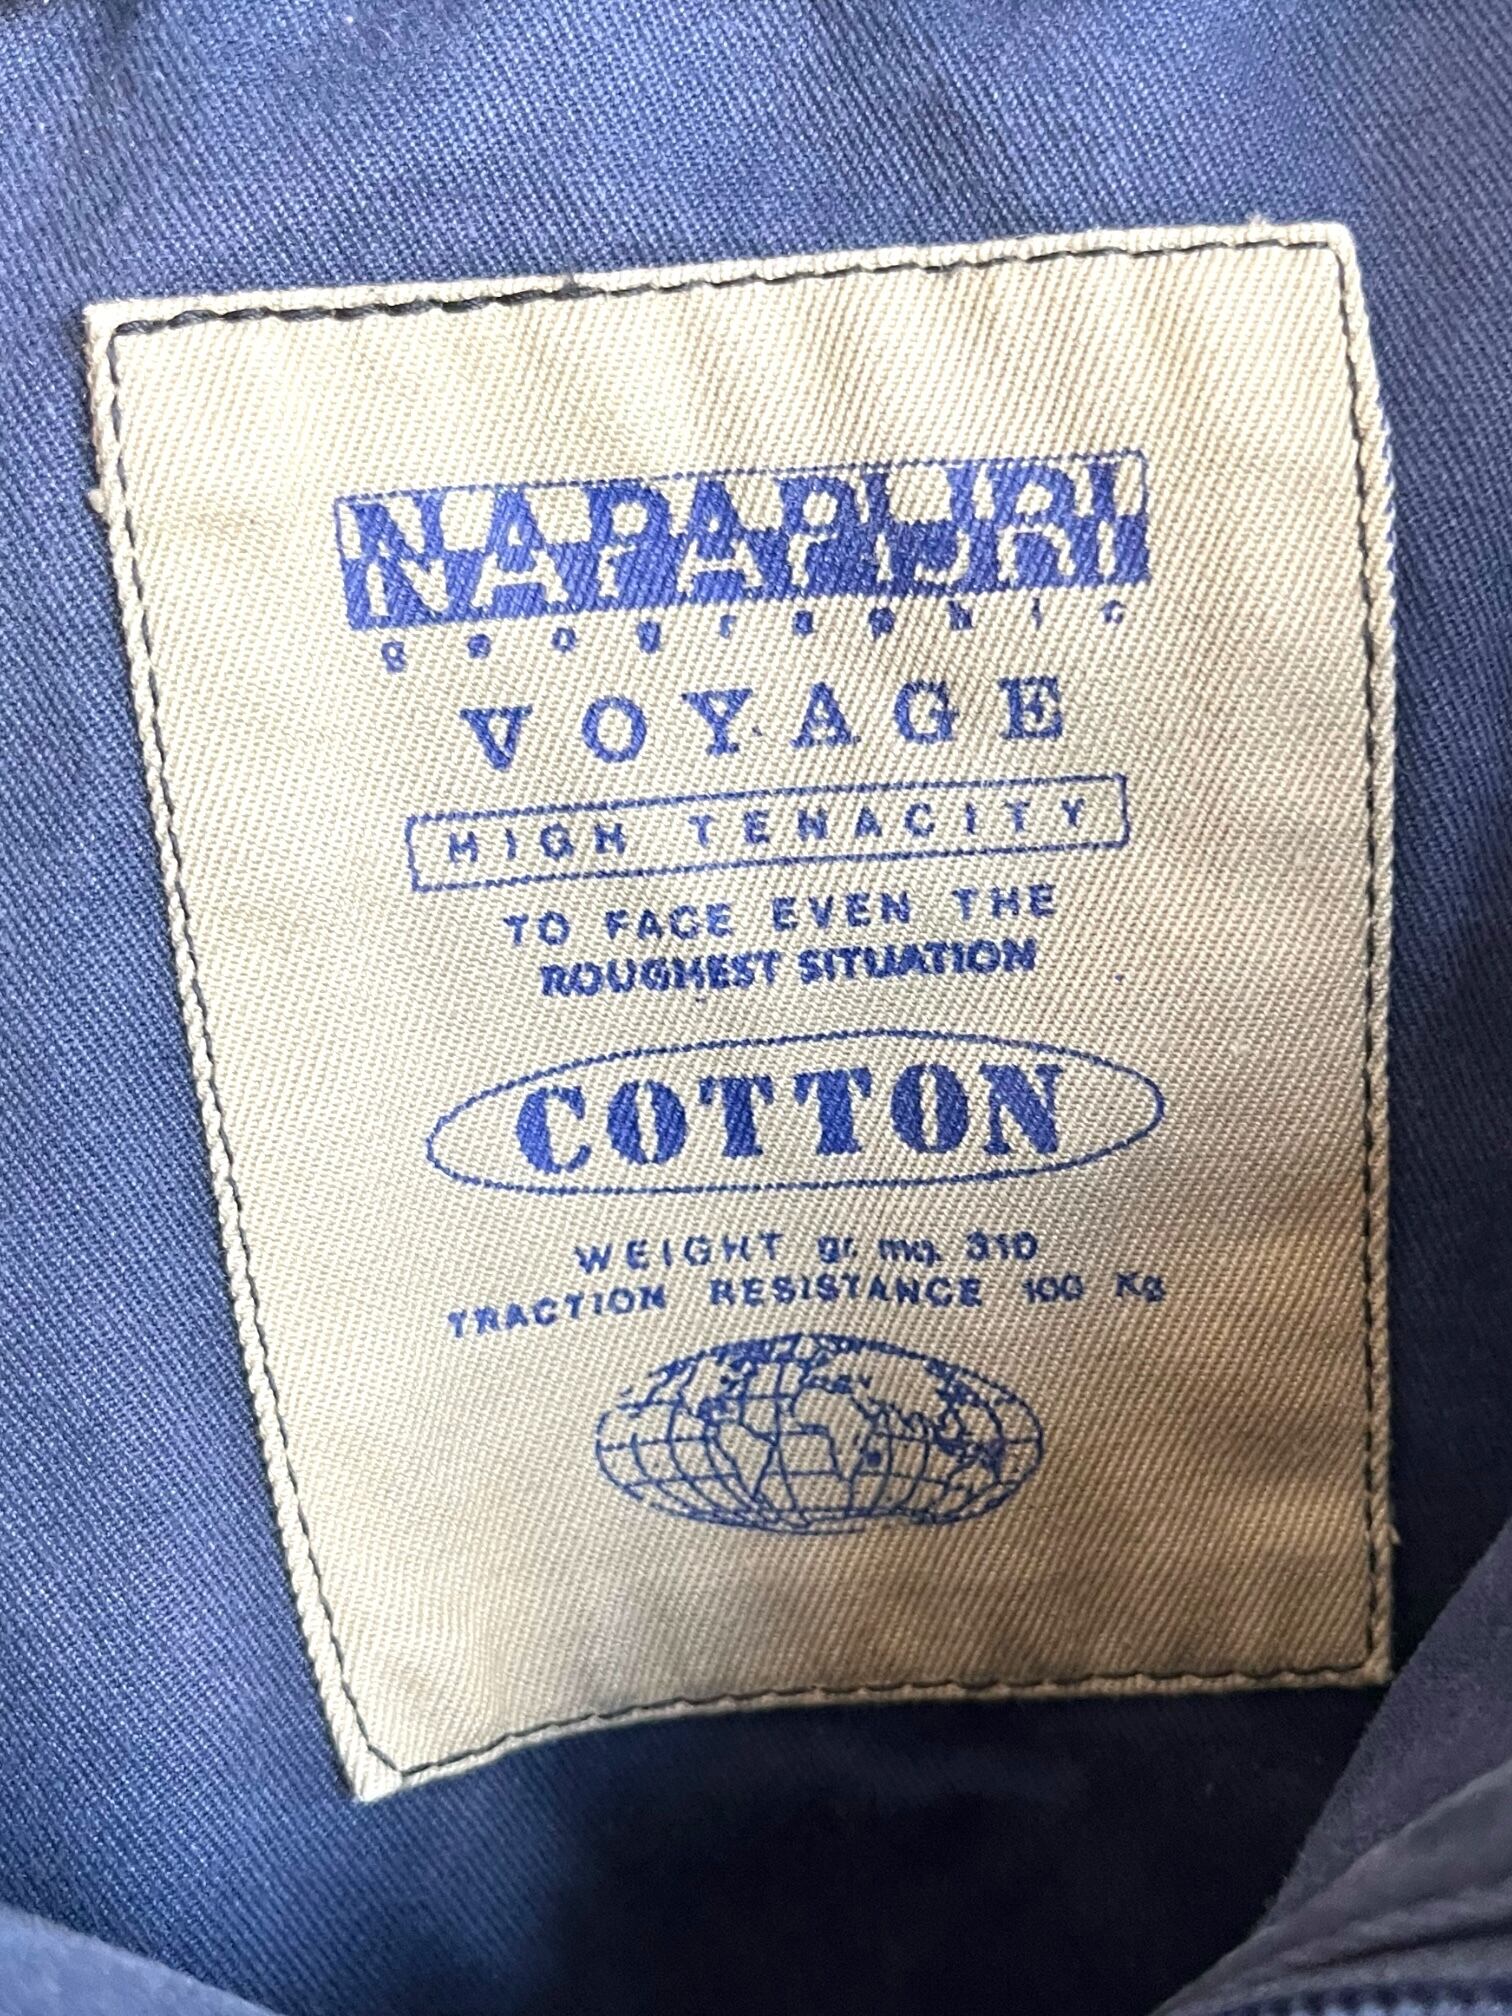 NAPAPIJRI
geographic
VOYAGE
HIGH TENACITY
TO FACE EVEN THE
ROUGHEST SITUATION
COTTON
WEIGHT gr. mq. 310
TRACTION RESISTANCE 100 Kg